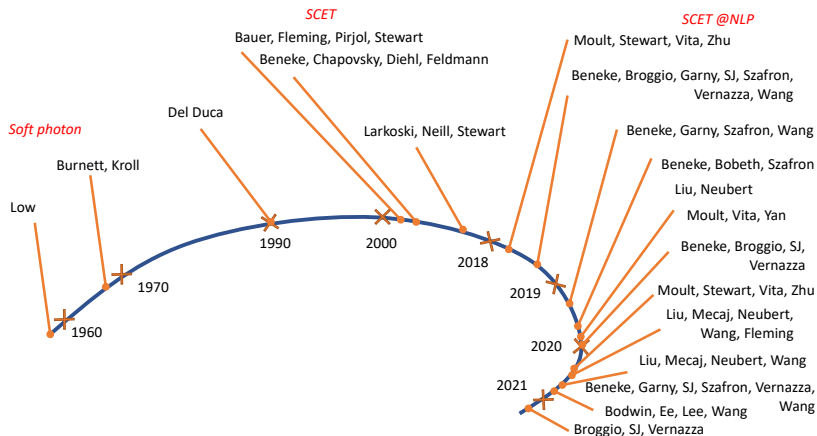 SCET
SCET @NLP
Bauer, Fleming, Pirjol, Stewart
Moult, Stewart, Vita, Zhu
Beneke, Chapovsky, Diehl, Feldmann
Beneke, Broggio, Garny, SJ, Szafron,
Vernazza, Wang
Del Duca
Soft photon
Larkoski, Neill, Stewart
Beneke, Garny, Szafron, Wang
Burnett, Kroll
Beneke, Bobeth, Szafron
Liu, Neubert
Low
Moult, Vita, Yan
1990
2000
Beneke, Broggio, SJ,
Vernazza
2018
1970
2019
Moult, Stewart, Vita, Zhu
Liu, Mecaj, Neubert,
Wang, Fleming
1960
2020
Liu, Mecaj, Neubert, Wang
2021
Beneke, Garny, SJ, Szafron, Vernazza,
Wang
Bodwin, Ee, Lee, Wang
Broggio, SJ, Vernazza